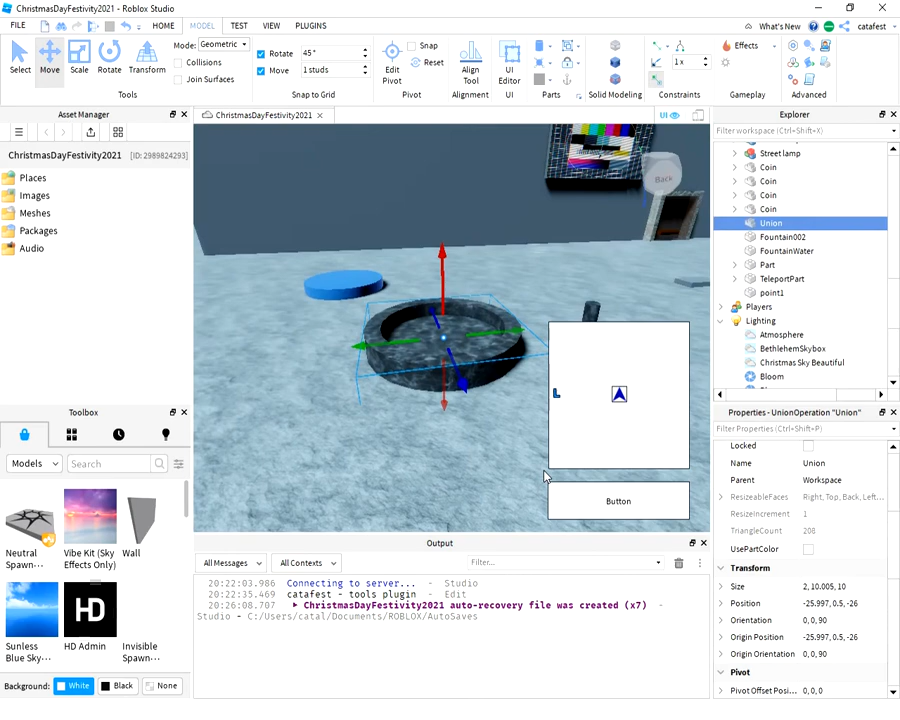 ChristmasDayFestivity2021 - Roblox Studio
FILE HOME MODEL TEST VIEW PLUGINS What's New catafest
Select Move Scale Rotate Transform
Mode: Geometric
Collisions
Join Surfaces
Tools
Rotate 45°
Move 1 studs
Snap to Grid
Edit Pivot
Snap
Reset
Pivot
Align Tool
Alignment
UI Editor
UI
Parts
Solid Modeling
1 x
Constraints
Effects
Gameplay
Advanced
Asset Manager
ChristmasDayFestivity2021 [ID: 2989824293]
Places
Images
Meshes
Packages
Audio
Toolbox
Models Search
Neutral Spawn···
Vibe Kit (Sky Effects Only)
Wall
HD
Sunless Blue Sky···
HD Admin
Invisible Spawn···
Background: White Black None
ChristmasDayFestivity2021
UI
Back
L
Button
Output
All Messages All Contexts Filter...
20:22:03.986 Connecting to server... - Studio
20:22:35.469 catafest - tools plugin - Edit
20:26:08.707 ChristmasDayFestivity2021 auto-recovery file was created (x7) -
Studio - C:/Users/catal/Documents/ROBLOX/AutoSaves
Explorer
Filter workspace (Ctrl+Shift+X)
Street lamp
Coin
Coin
Coin
Coin
Union
Fountain002
FountainWater
Part
TeleportPart
point1
Players
Lighting
Atmosphere
BethlehemSkybox
Christmas Sky Beautiful
Bloom
Properties - UnionOperation "Union"
Filter Properties (Ctrl+Shift+P)
Locked
Name Union
Parent Workspace
ResizeableFaces Right, Top, Back, Left...
ResizeIncrement 1
TriangleCount 208
UsePartColor
Transform
Size 2, 10.005, 10
Position -25.997, 0.5, -26
Orientation 0, 0, 90
Origin Position -25.997, 0.5, -26
Origin Orientation 0, 0, 90
Pivot
Pivot Offset Posi... 0, 0, 0